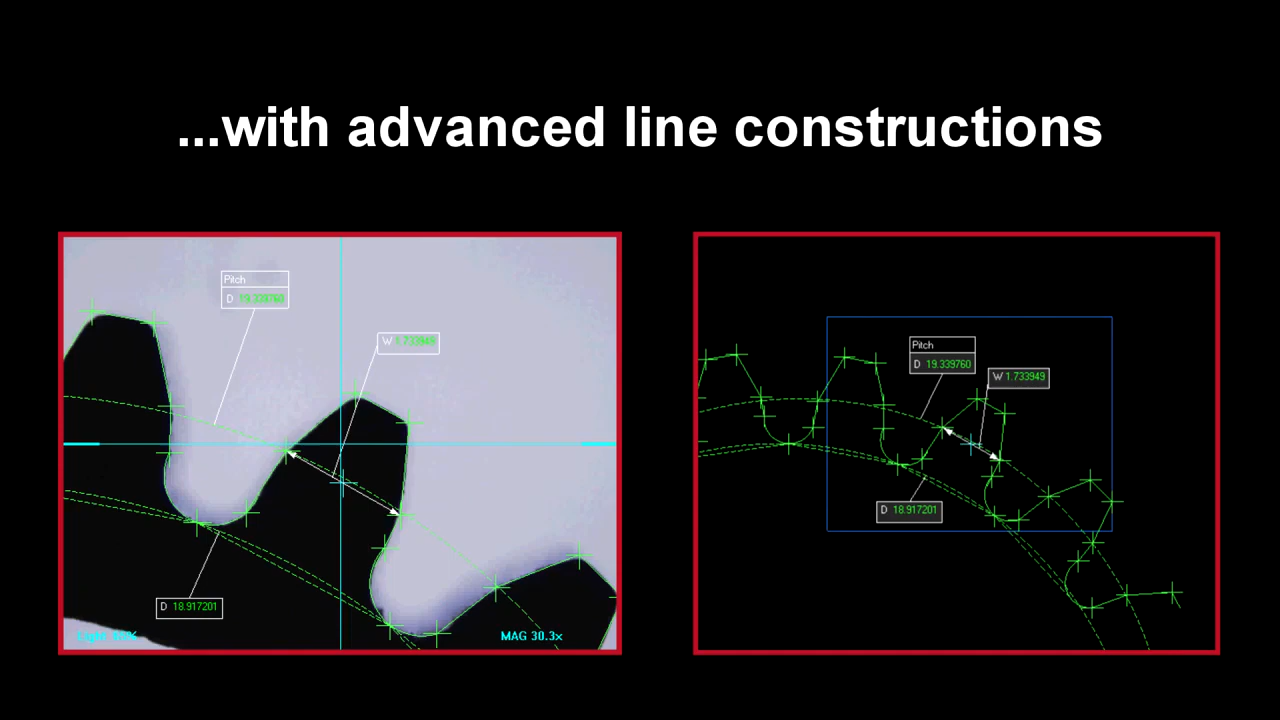 ...with advanced line constructions
Pitch
D 19.339760
W 1.733949
D 18.917201
MAG 30.3x
Pitch
D 19.339760
W 1.733949
D 18.917201